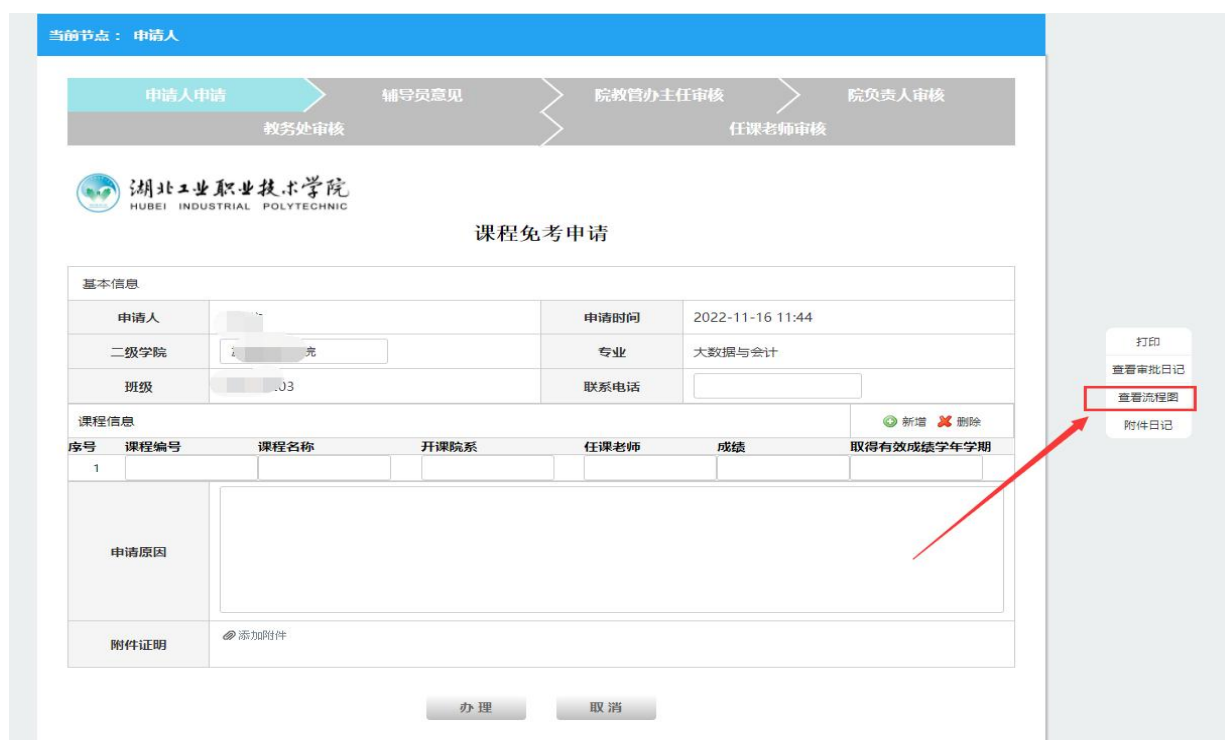 当前节点： 申请人
申请人申请 辅导员意见 院教管办主任审核 院负责人审核
教务处审核 任课老师审核
湖北工业职业技术学院
HUBEI INDUSTRIAL POLYTECHNIC
课程免考申请
基本信息
申请人 申请时间 2022-11-16 11:44
二级学院 专业 大数据与会计
班级 03 联系电话
课程信息 新增 删除
序号 课程编号 课程名称 开课院系 任课老师 成绩 取得有效成绩学年学期
1
申请原因
附件证明 添加附件
办 理 取 消
打印
查看审批日记
查看流程图
附件日记